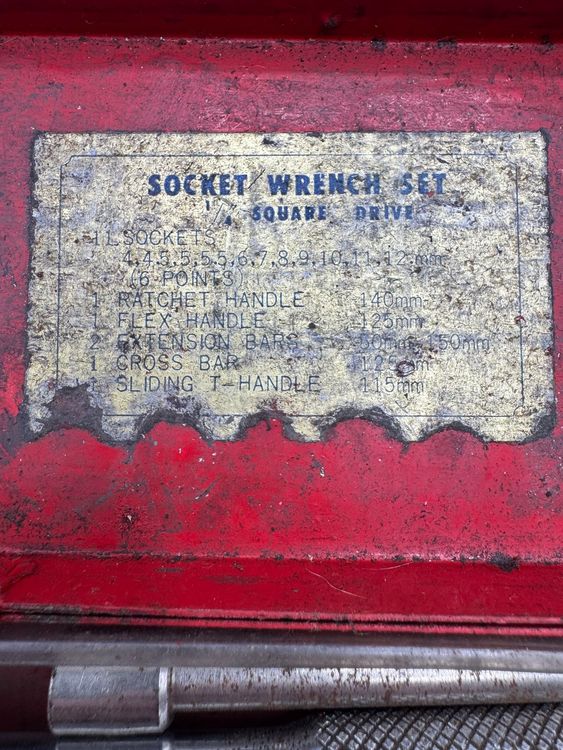 SOCKET WRENCH SET
1/4 SQUARE DRIVE
11 SOCKETS
4,4.5,5,5.5,6,7,8,9,10,11,12 mm
(6 POINTS)
1 RATCHET HANDLE 140mm
1 FLEX HANDLE 125mm
2 EXTENSION BARS 50mm, 150mm
1 CROSS BAR 125mm
1 SLIDING T-HANDLE 115mm